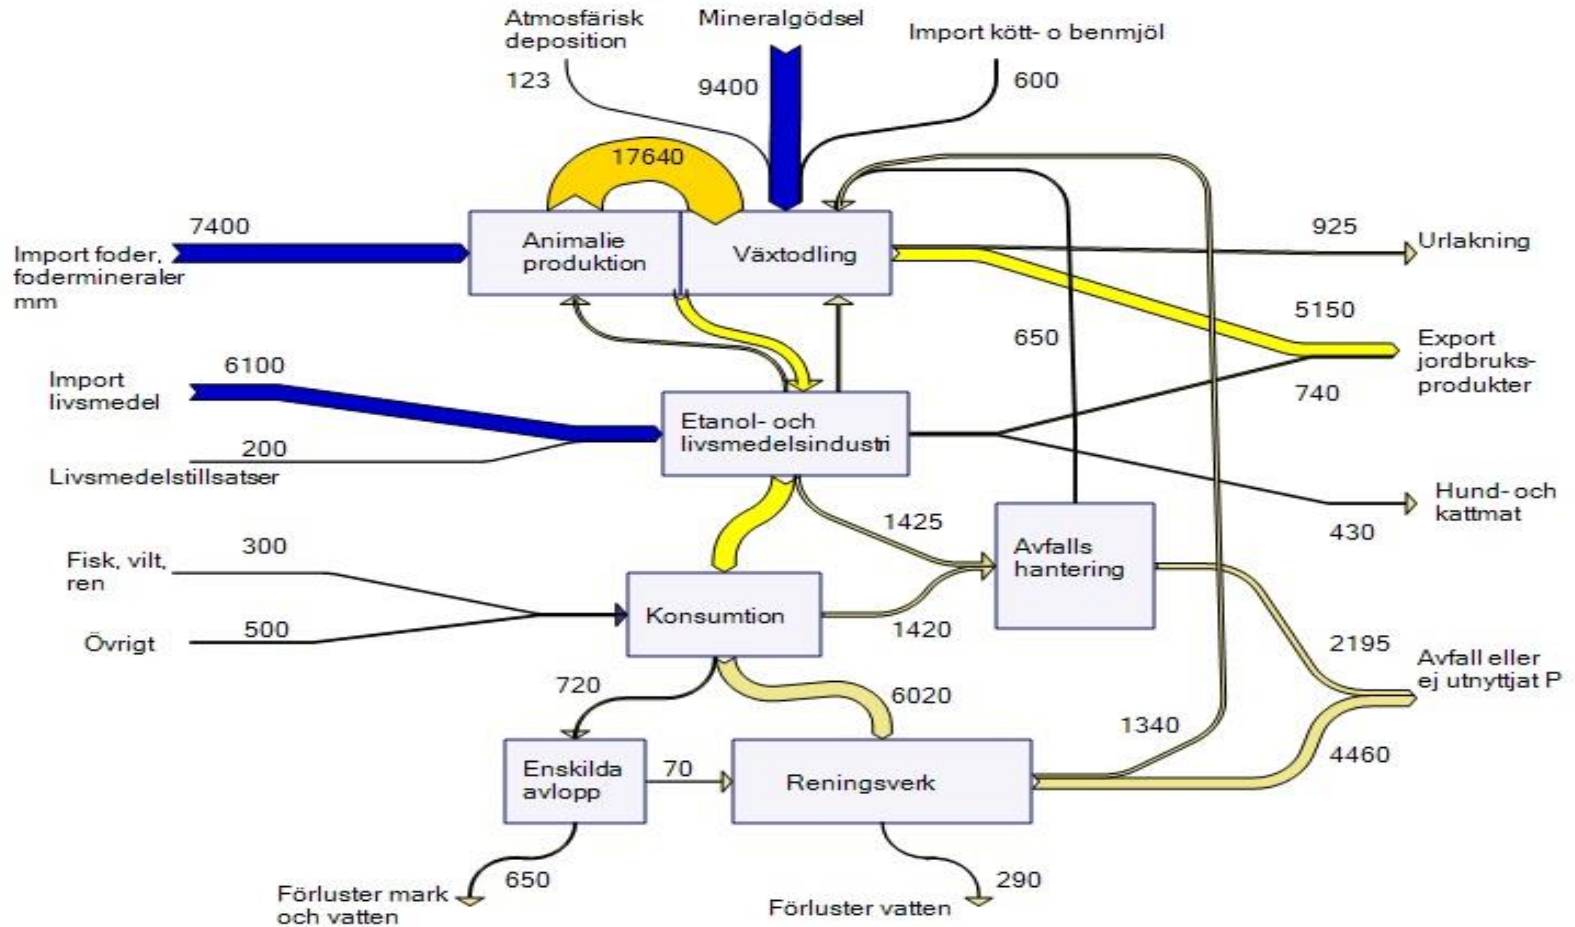 Atmosfärisk
deposition
123
Mineralgödsel
9400
Import kött- o benmjöl
600
17640
7400
Import foder,
fodermineraler
mm
Animalie
produktion
Växtodling
925
Urlakning
5150
Export
jordbruks-
produkter
740
650
6100
Import
livsmedel
200
Livsmedelstillsatser
Etanol- och
livsmedelsindustri
Hund- och
kattmat
430
1425
Avfalls
hantering
300
Fisk, vilt,
ren
500
Övrigt
Konsumtion
1420
2195
Avfall eller
ej utnyttjat P
4460
720
6020
1340
Enskilda
avlopp
70
Reningsverk
650
Förluster mark
och vatten
290
Förluster vatten